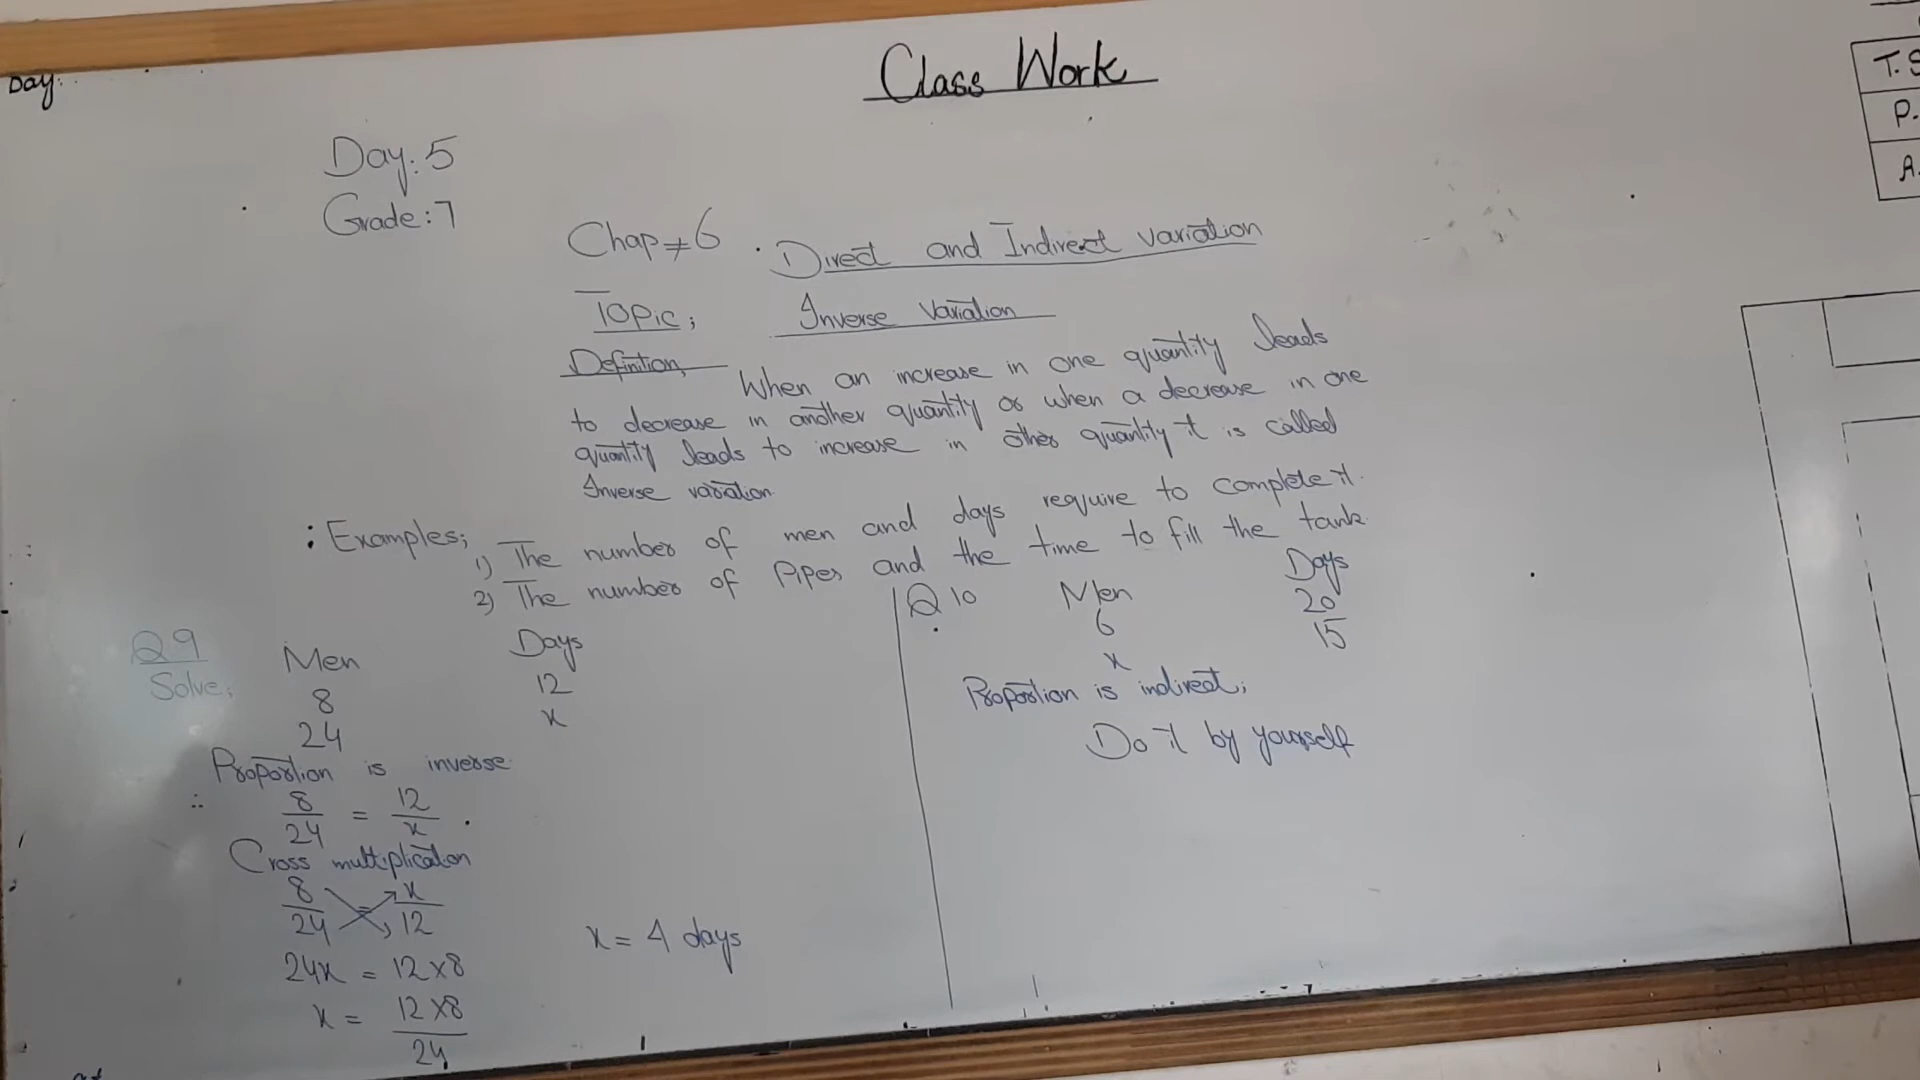 Day:
Class Work
T.S
P.
A.
Day: 5
Grade: 7
Chap≠6 . Direct and Indirect variation
Topic; Inverse Variation
Definition, When an increase in one quantity leads
to decrease in another quantity or when a decrease in one
quantity leads to increase in other quantity it is called
Inverse variation
: Examples; 1) The number of men and days require to complete it.
2) The number of Pipes and the time to fill the tank.
Q9
Solve;
Men Days
8 12
24 x
Proportion is inverse
∴ 8/24 = 12/x .
Cross multiplication
8/24 = x/12
24x = 12x8
x = 12x8/24
x = 4 days
Q 10 Men Days
6 20
x 15
Proportion is indirect;
Do it by yourself